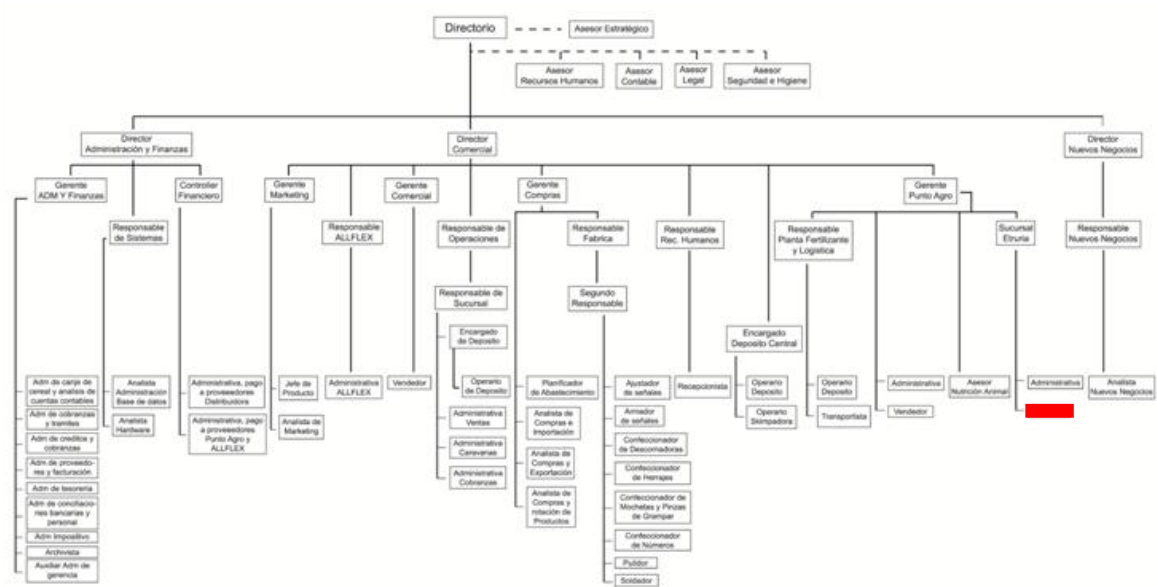 Directorio
Asesor Estratégico
Asesor
Recursos Humanos
Asesor
Contable
Asesor
Legal
Asesor
Seguridad e Higiene
Director
Administración y Finanzas
Director
Comercial
Director
Nuevos Negocios
Gerente
ADM Y Finanzas
Controller
Financiero
Gerente
Marketing
Gerente
Comercial
Gerente
Compras
Gerente
Punto Agro
Responsable
de Sistemas
Responsable
ALLFLEX
Responsable de
Operaciones
Responsable
Fabrica
Responsable
Rec. Humanos
Responsable
Planta Fertilizante
y Logistica
Sucursal
Etruria
Responsable
Nuevos Negocios
Responsable de
Sucursal
Segundo
Responsable
Encargado
de Deposito
Encargado
Deposito Central
Adm de canje de
cereal y analisis de
cuentas contables
Adm de cobranzas
y tramites
Adm de creditos y
cobranzas
Adm de proveedo-
res y facturación
Adm de tesoreria
Adm de conciliacio-
nes bancarias y
personal
Adm Impositivo
Archivista
Auxiliar Adm de
gerencia
Analista
Administración
Base de datos
Analista
Hardware
Administrativa, pago
a proveedores
Distribuidora
Administrativa, pago
a proveedores
Punto Agro y
ALLFLEX
Jefe de
Producto
Analista de
Marketing
Administrativa
ALLFLEX
Vendedor
Operario
de Deposito
Administrativa
Ventas
Administrativa
Caravanas
Administrativa
Cobranzas
Planificador
de Abastecimiento
Analista de
Compras e
Importación
Analista de
Compras y
Exportación
Analista de
Compras y
rotación de
Productos
Ajustador
de señales
Armador
de señales
Confeccionador
de Descornadoras
Confeccionador
de Herrajes
Confeccionador de
Mochetas y Pinzas
de Grampar
Confeccionador
de Números
Pulidor
Soldador
Recepcionista
Operario
Deposito
Operario
Skimpadora
Operario
Deposito
Transportista
Administrativa
Vendedor
Asesor
Nutrición Animal
Administrativa
Analista
Nuevos Negocios